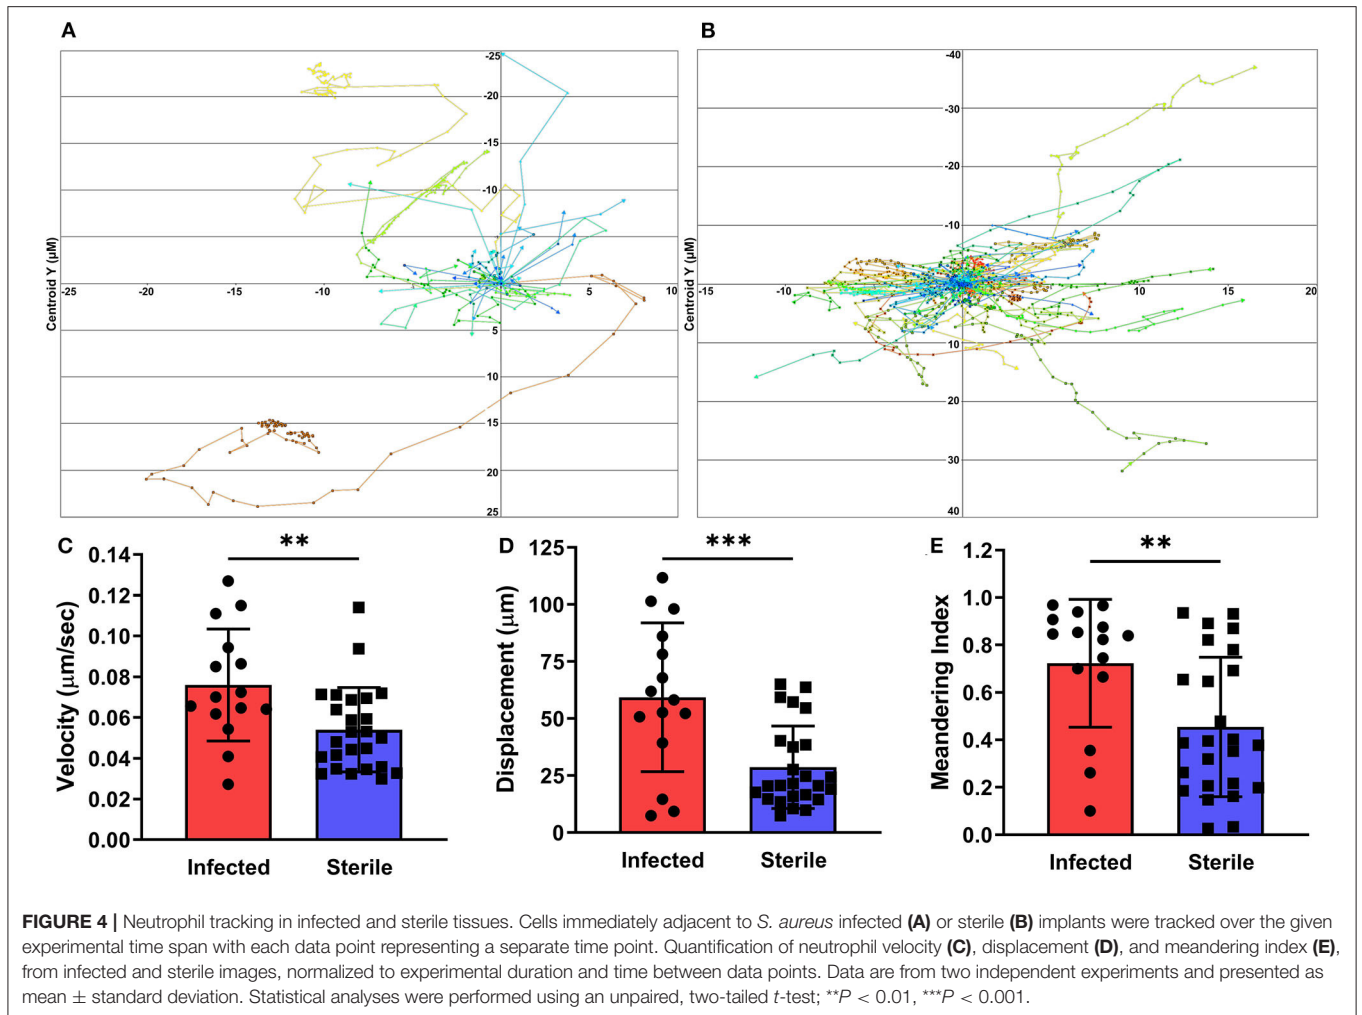 A
B
-25
-20
-15
-10
-25
-20
-10
5
10
5
10
15
20
25
Centroid Y (µM)
-40
-30
-20
-10
-15
-10
10
15
20
10
20
30
40
Centroid Y (µM)
C
**
0.14
0.12
0.10
0.08
0.06
0.04
0.02
0.00
Velocity (μm/sec)
Infected
Sterile
D
***
125
100
75
50
25
0
Displacement (μm)
Infected
Sterile
E
**
1.2
1.0
0.8
0.6
0.4
0.2
0.0
Meandering Index
Infected
Sterile
FIGURE 4 | Neutrophil tracking in infected and sterile tissues. Cells immediately adjacent to S. aureus infected (A) or sterile (B) implants were tracked over the given
experimental time span with each data point representing a separate time point. Quantification of neutrophil velocity (C), displacement (D), and meandering index (E),
from infected and sterile images, normalized to experimental duration and time between data points. Data are from two independent experiments and presented as
mean ± standard deviation. Statistical analyses were performed using an unpaired, two-tailed t-test; **P < 0.01, ***P < 0.001.